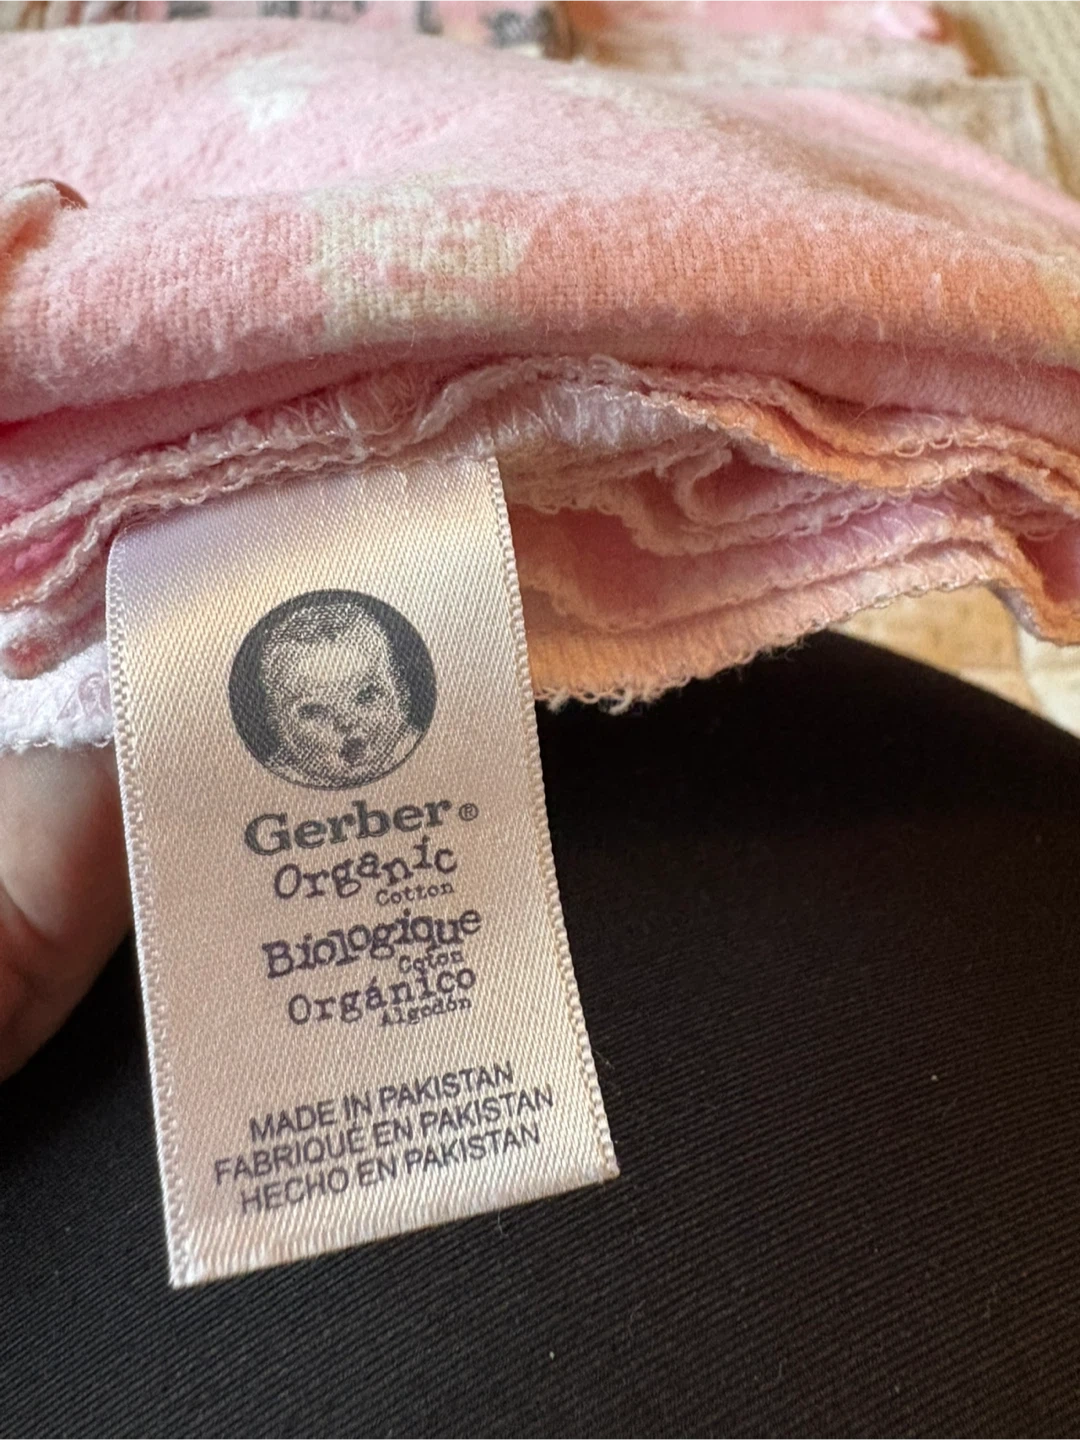 Gerber®
Organic
Cotton
Biologique
Coton
Orgánico
Algodón
MADE IN PAKISTAN
FABRIQUÉ EN PAKISTAN
HECHO EN PAKISTAN